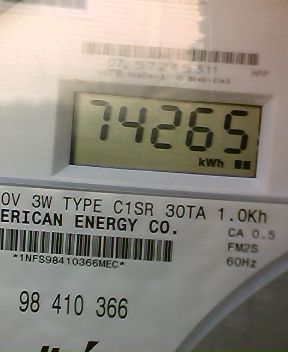 74265
kWh
0V 3W TYPE C1SR 30TA 1.0Kh
ERICAN ENERGY CO.
CA 0.5
FM2S
60Hz
*1NFS98410366MEC*
98 410 366